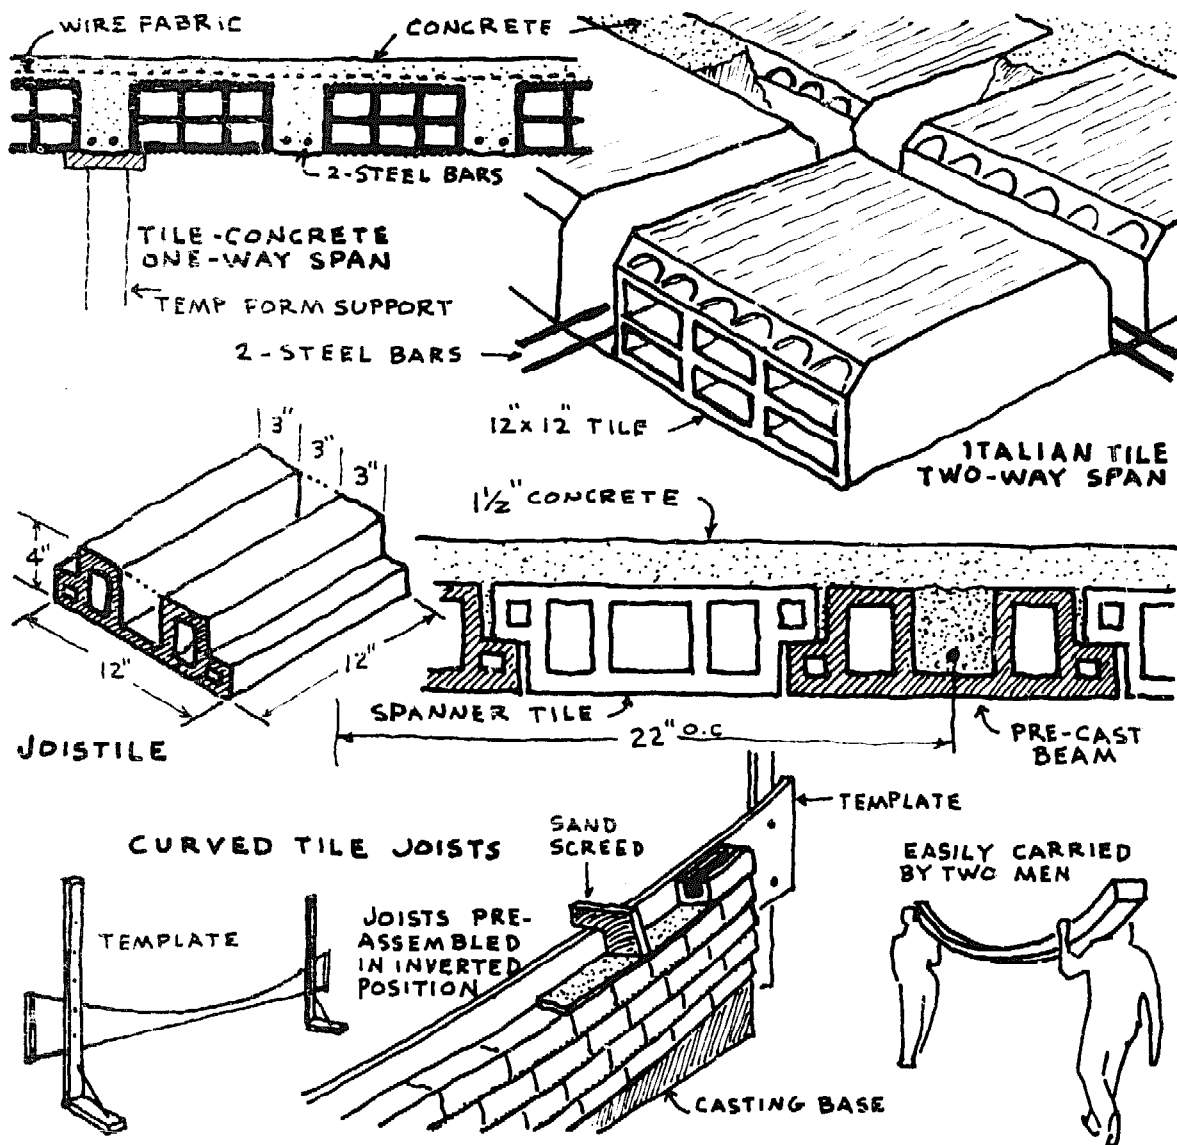 WIRE FABRIC
CONCRETE
2-STEEL BARS
TILE-CONCRETE
ONE-WAY SPAN
TEMP FORM SUPPORT
2-STEEL BARS
12"x12" TILE
ITALIAN TILE
TWO-WAY SPAN
3"
3"
3"
4"
12"
12"
JOISTILE
1½" CONCRETE
SPANNER TILE
22" O.C
PRE-CAST
BEAM
CURVED TILE JOISTS
TEMPLATE
SAND
SCREED
TEMPLATE
JOISTS PRE-
ASSEMBLED
IN INVERTED
POSITION
CASTING BASE
EASILY CARRIED
BY TWO MEN